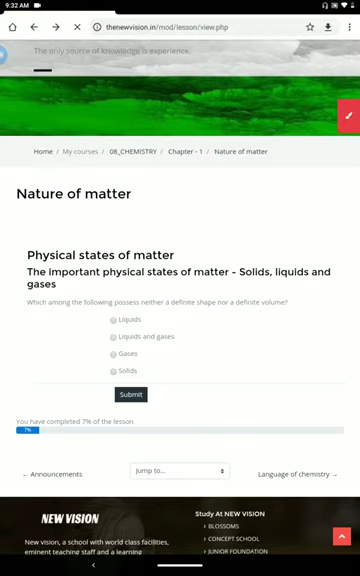 9:32 AM
thenewvision.in/mod/lesson/view.php
The only source of knowledge is experience.
Home / My courses / 08_CHEMISTRY / Chapter - 1 / Nature of matter
Nature of matter
Physical states of matter
The important physical states of matter - Solids, liquids and
gases
Which among the following possess neither a definite shape nor a definite volume?
Liquids
Liquids and gases
Gases
Solids
Submit
You have completed 7% of the lesson
7%
← Announcements
Jump to...
Language of chemistry →
NEW VISION
New vision, a school with world class facilities,
eminent teaching staff and a learning
Study At NEW VISION
> BLOSSOMS
> CONCEPT SCHOOL
> JUNIOR FOUNDATION